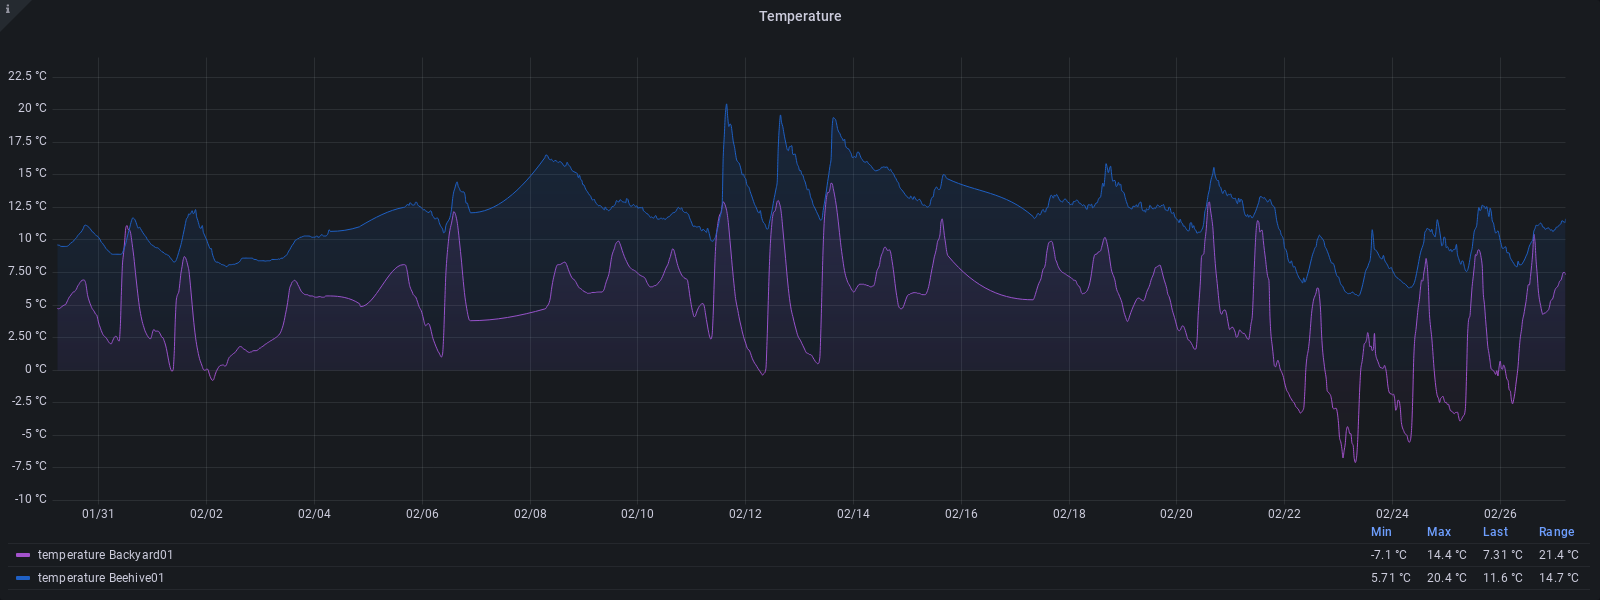 i
Temperature
22.5 °C
20 °C
17.5 °C
15 °C
12.5 °C
10 °C
7.50 °C
5 °C
2.50 °C
0 °C
-2.5 °C
-5 °C
-7.5 °C
-10 °C
01/31 02/02 02/04 02/06 02/08 02/10 02/12 02/14 02/16 02/18 02/20 02/22 02/24 02/26
Min Max Last Range
temperature Backyard01 -7.1 °C 14.4 °C 7.31 °C 21.4 °C
temperature Beehive01 5.71 °C 20.4 °C 11.6 °C 14.7 °C